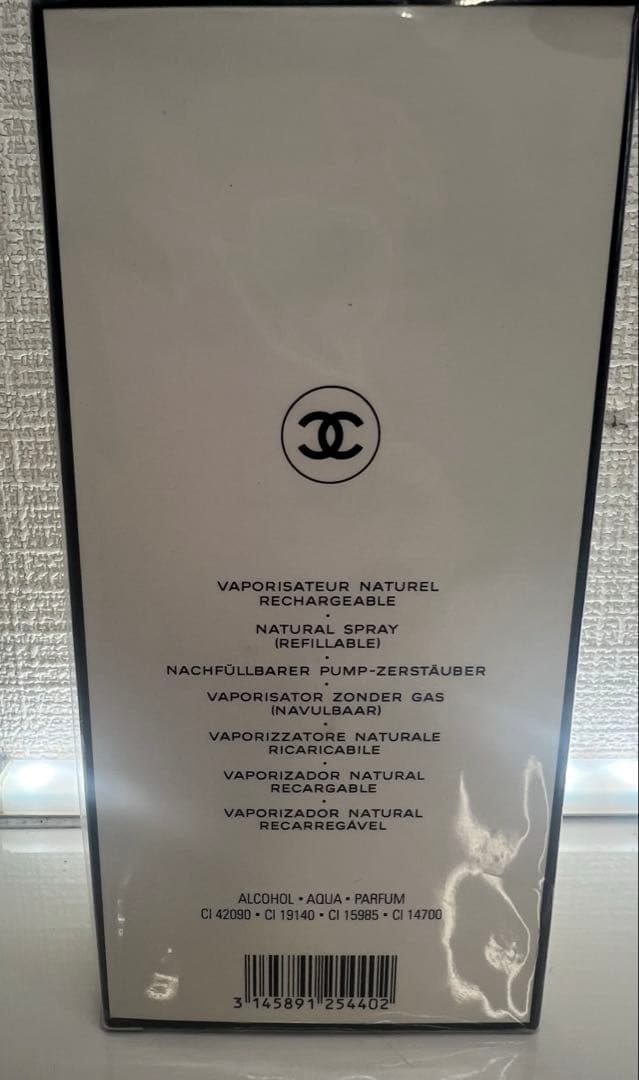 VAPORISATEUR NATUREL
RECHARGEABLE
•
NATURAL SPRAY
(REFILLABLE)
•
NACHFÜLLBARER PUMP-ZERSTÄUBER
•
VAPORISATOR ZONDER GAS
(NAVULBAAR)
•
VAPORIZZATORE NATURALE
RICARICABILE
•
VAPORIZADOR NATURAL
RECARGABLE
•
VAPORIZADOR NATURAL
RECARREGÁVEL
ALCOHOL • AQUA • PARFUM
CI 42090 • CI 19140 • CI 15985 • CI 14700
3 145891 254402